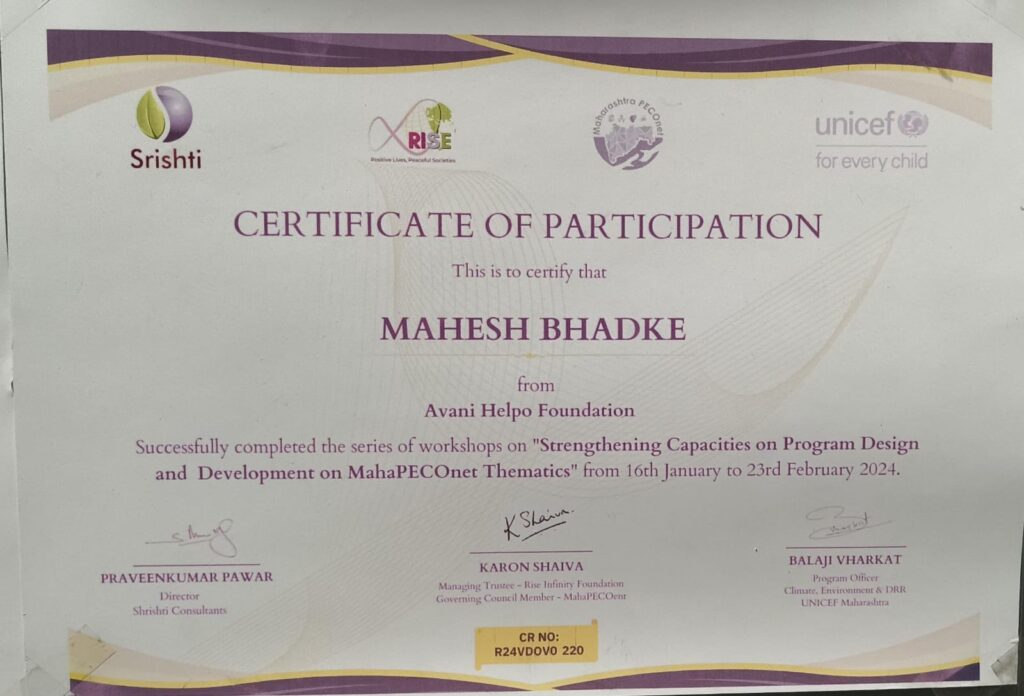 Srishti
RISE
Positive Lives, Peaceful Societies
Maharashtra PECOnet
unicef
for every child
CERTIFICATE OF PARTICIPATION
This is to certify that
MAHESH BHADKE
from
Avani Helpo Foundation
Successfully completed the series of workshops on "Strengthening Capacities on Program Design
and Development on MahaPECOnet Thematics" from 16th January to 23rd February 2024.
K Shaiva
PRAVEENKUMAR PAWAR
Director
Shrishti Consultants
KARON SHAIVA
Managing Trustee - Rise Infinity Foundation
Governing Council Member - MahaPECOent
BALAJI VHARKAT
Program Officer
Climate, Environment & DRR
UNICEF Maharashtra
CR NO:
R24VDOV0 220